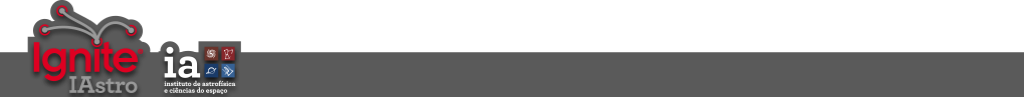 Ignite
IAstro
ia
instituto de astrofísica
e ciências do espaço